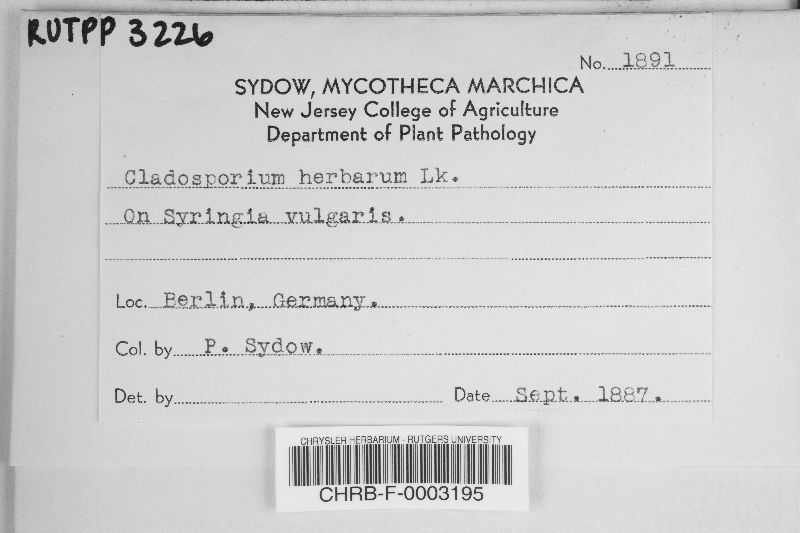 RUTPP 3226
No. 1891
SYDOW, MYCOTHECA MARCHICA
New Jersey College of Agriculture
Department of Plant Pathology
Cladosporium herbarum Lk.
On Syringia vulgaris.
Loc. Berlin, Germany.
Col. by P. Sydow.
Det. by Date Sept. 1887.
CHRYSLER HERBARIUM - RUTGERS UNIVERSITY
CHRB-F-0003195